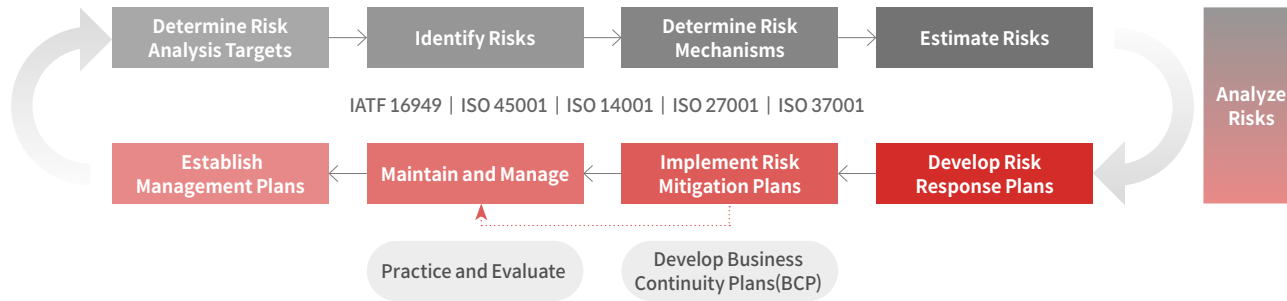 Determine Risk
Analysis Targets
Identify Risks
Determine Risk
Mechanisms
Estimate Risks
Analyze
Risks
IATF 16949 | ISO 45001 | ISO 14001 | ISO 27001 | ISO 37001
Establish
Management Plans
Maintain and Manage
Implement Risk
Mitigation Plans
Develop Risk
Response Plans
Practice and Evaluate
Develop Business
Continuity Plans(BCP)